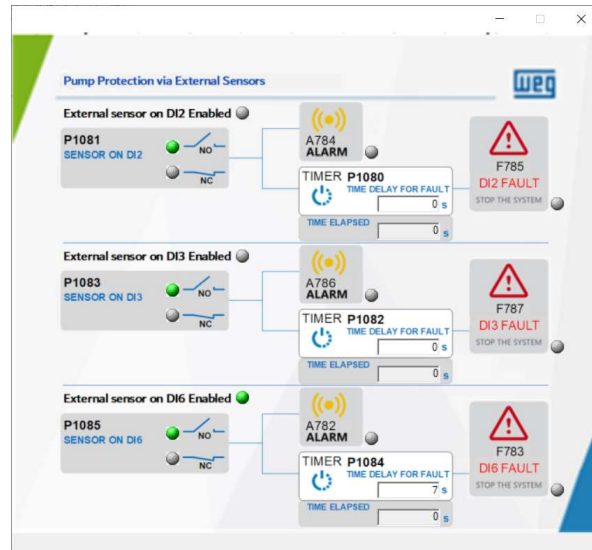 Pump Protection via External Sensors
weg
External sensor on DI2 Enabled
P1081
SENSOR ON DI2
NO
NC
A784
ALARM
TIMER P1080
TIME DELAY FOR FAULT
0 s
TIME ELAPSED
0 s
F785
DI2 FAULT
STOP THE SYSTEM
External sensor on DI3 Enabled
P1083
SENSOR ON DI3
NO
NC
A786
ALARM
TIMER P1082
TIME DELAY FOR FAULT
0 s
TIME ELAPSED
0 s
F787
DI3 FAULT
STOP THE SYSTEM
External sensor on DI6 Enabled
P1085
SENSOR ON DI6
NO
NC
A782
ALARM
TIMER P1084
TIME DELAY FOR FAULT
7 s
TIME ELAPSED
0 s
F783
DI6 FAULT
STOP THE SYSTEM